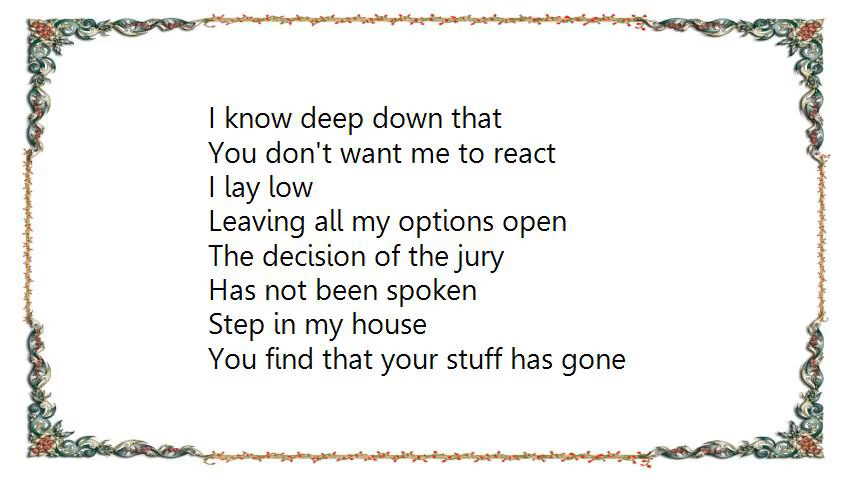 I know deep down that
You don't want me to react
I lay low
Leaving all my options open
The decision of the jury
Has not been spoken
Step in my house
You find that your stuff has gone